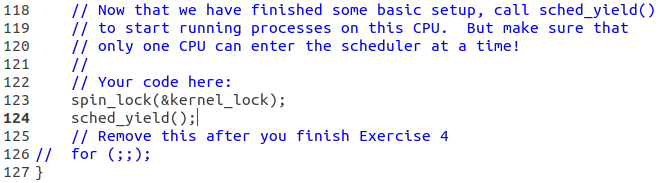 118     // Now that we have finished some basic setup, call sched_yield()
119     // to start running processes on this CPU.  But make sure that
120     // only one CPU can enter the scheduler at a time!
121     //
122     // Your code here:
123     spin_lock(&kernel_lock);
124     sched_yield();
125     // Remove this after you finish Exercise 4
126 //  for (;;);
127 }